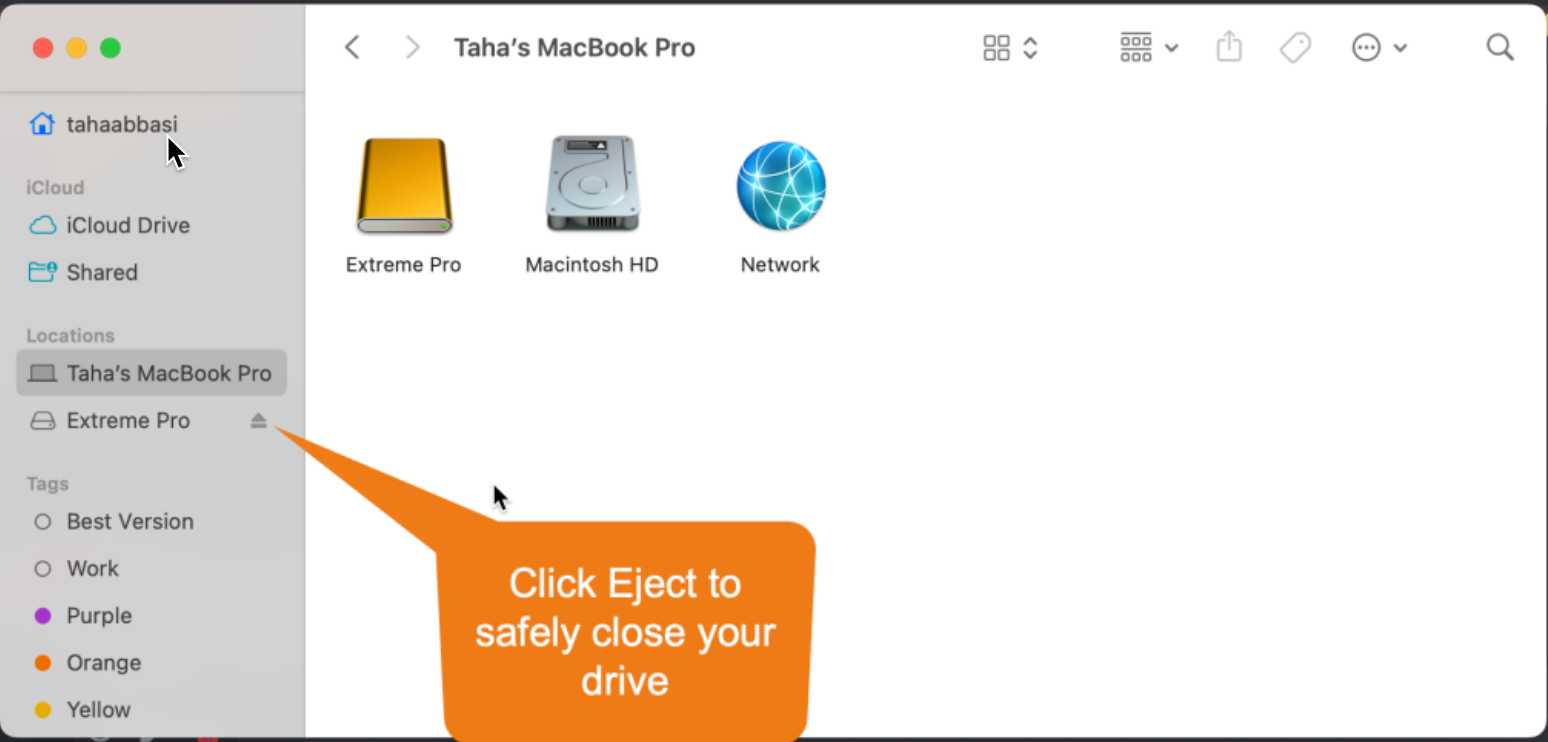 Taha's MacBook Pro
tahaabbasi
iCloud
iCloud Drive
Shared
Locations
Taha's MacBook Pro
Extreme Pro
Tags
Best Version
Work
Purple
Orange
Yellow
Extreme Pro
Macintosh HD
Network
Click Eject to
safely close your
drive